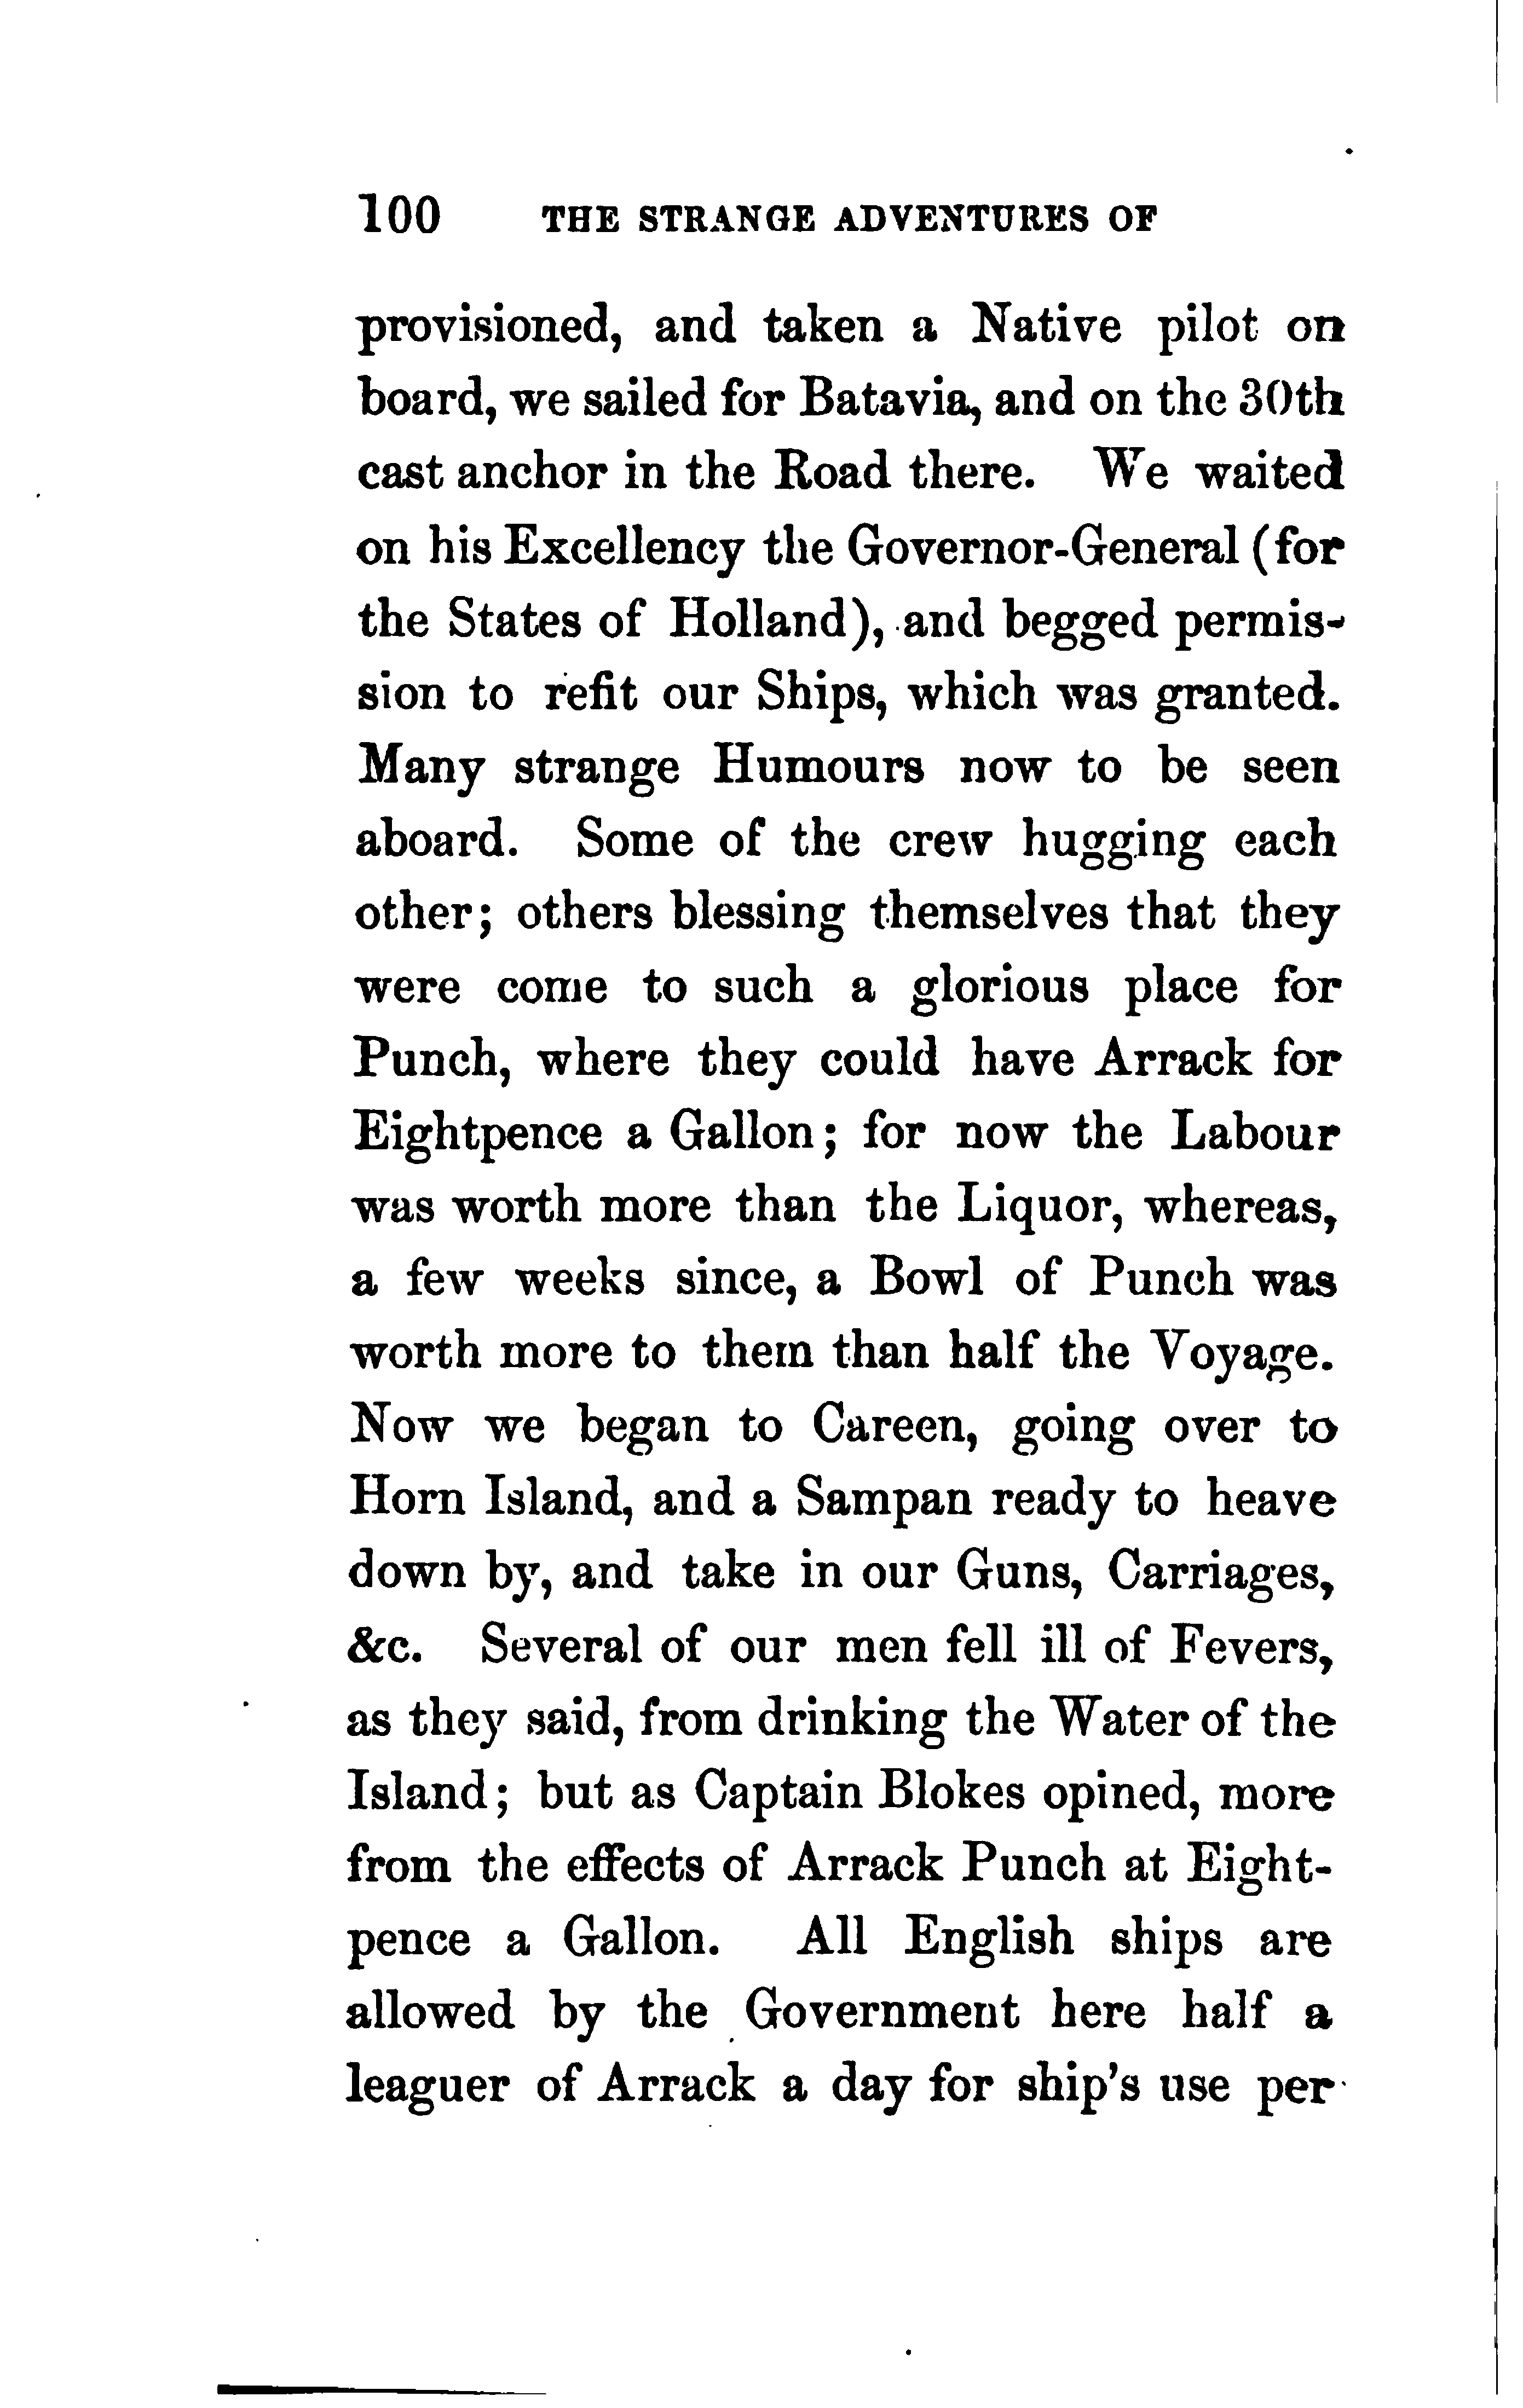 100 THE STRANGE ADVENTURES OF
provisioned, and taken a Native pilot on
board, we sailed for Batavia, and on the 30th
cast anchor in the Road there. We waited
on his Excellency the Governor-General (for
the States of Holland), and begged permis-
sion to refit our Ships, which was granted.
Many strange Humours now to be seen
aboard. Some of the crew hugging each
other; others blessing themselves that they
were come to such a glorious place for
Punch, where they could have Arrack for
Eightpence a Gallon; for now the Labour
was worth more than the Liquor, whereas,
a few weeks since, a Bowl of Punch was
worth more to them than half the Voyage.
Now we began to Careen, going over to
Horn Island, and a Sampan ready to heave
down by, and take in our Guns, Carriages,
&c. Several of our men fell ill of Fevers,
as they said, from drinking the Water of the
Island; but as Captain Blokes opined, more
from the effects of Arrack Punch at Eight-
pence a Gallon. All English ships are
allowed by the Government here half a
leaguer of Arrack a day for ship's use per